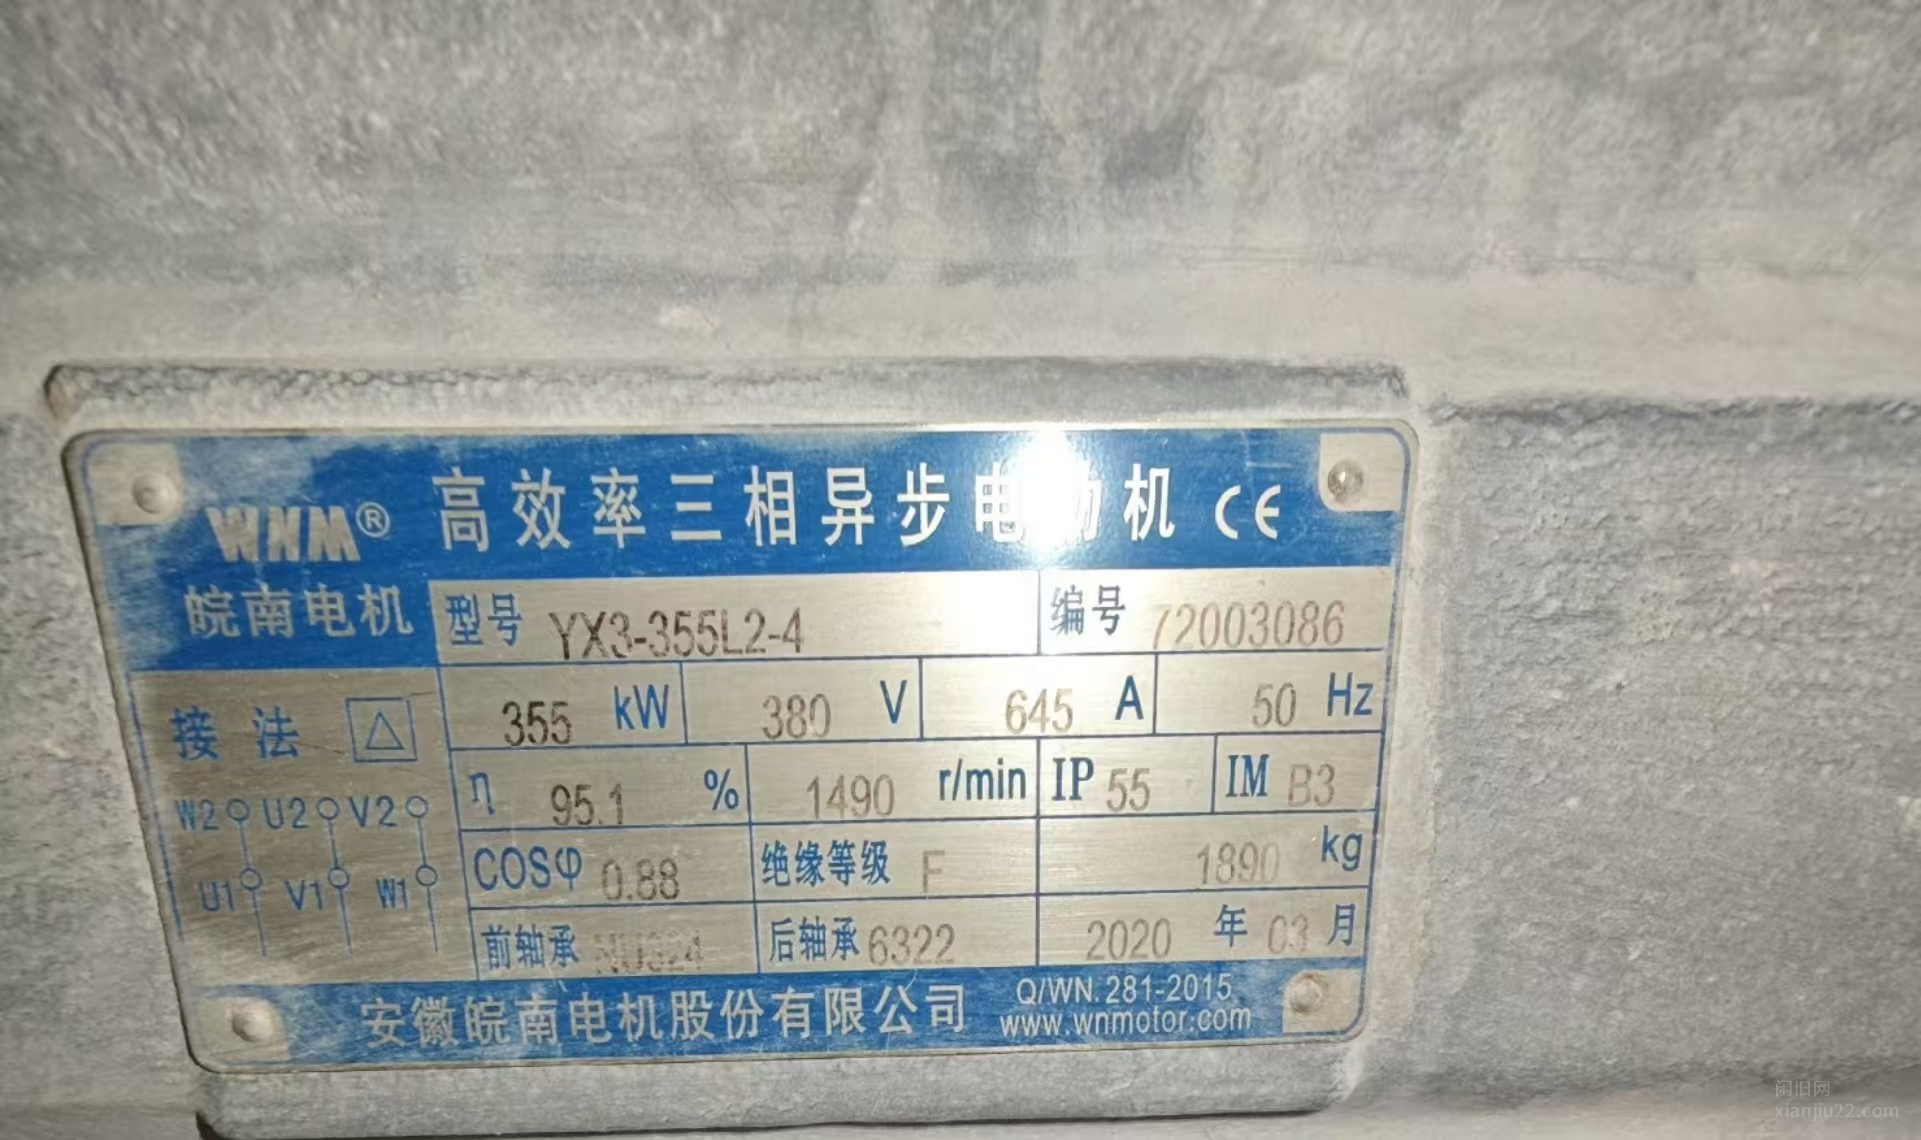 WNM® 高效率三相异步电动机 CE
皖南电机
型号 YX3-355L2-4 编号 72003086
接法 △
355 kW 380 V 645 A 50 Hz
η 95.1 % 1490 r/min IP 55 IM B3
W2 U2 V2
COSφ 0.88 绝缘等级 F 1890 kg
U1 V1 W1
前轴承 NU324 后轴承 6322 2020 年 03 月
安徽皖南电机股份有限公司
Q/WN.281-2015
www.wnmotor.com
闲旧网
xianjiu22.com